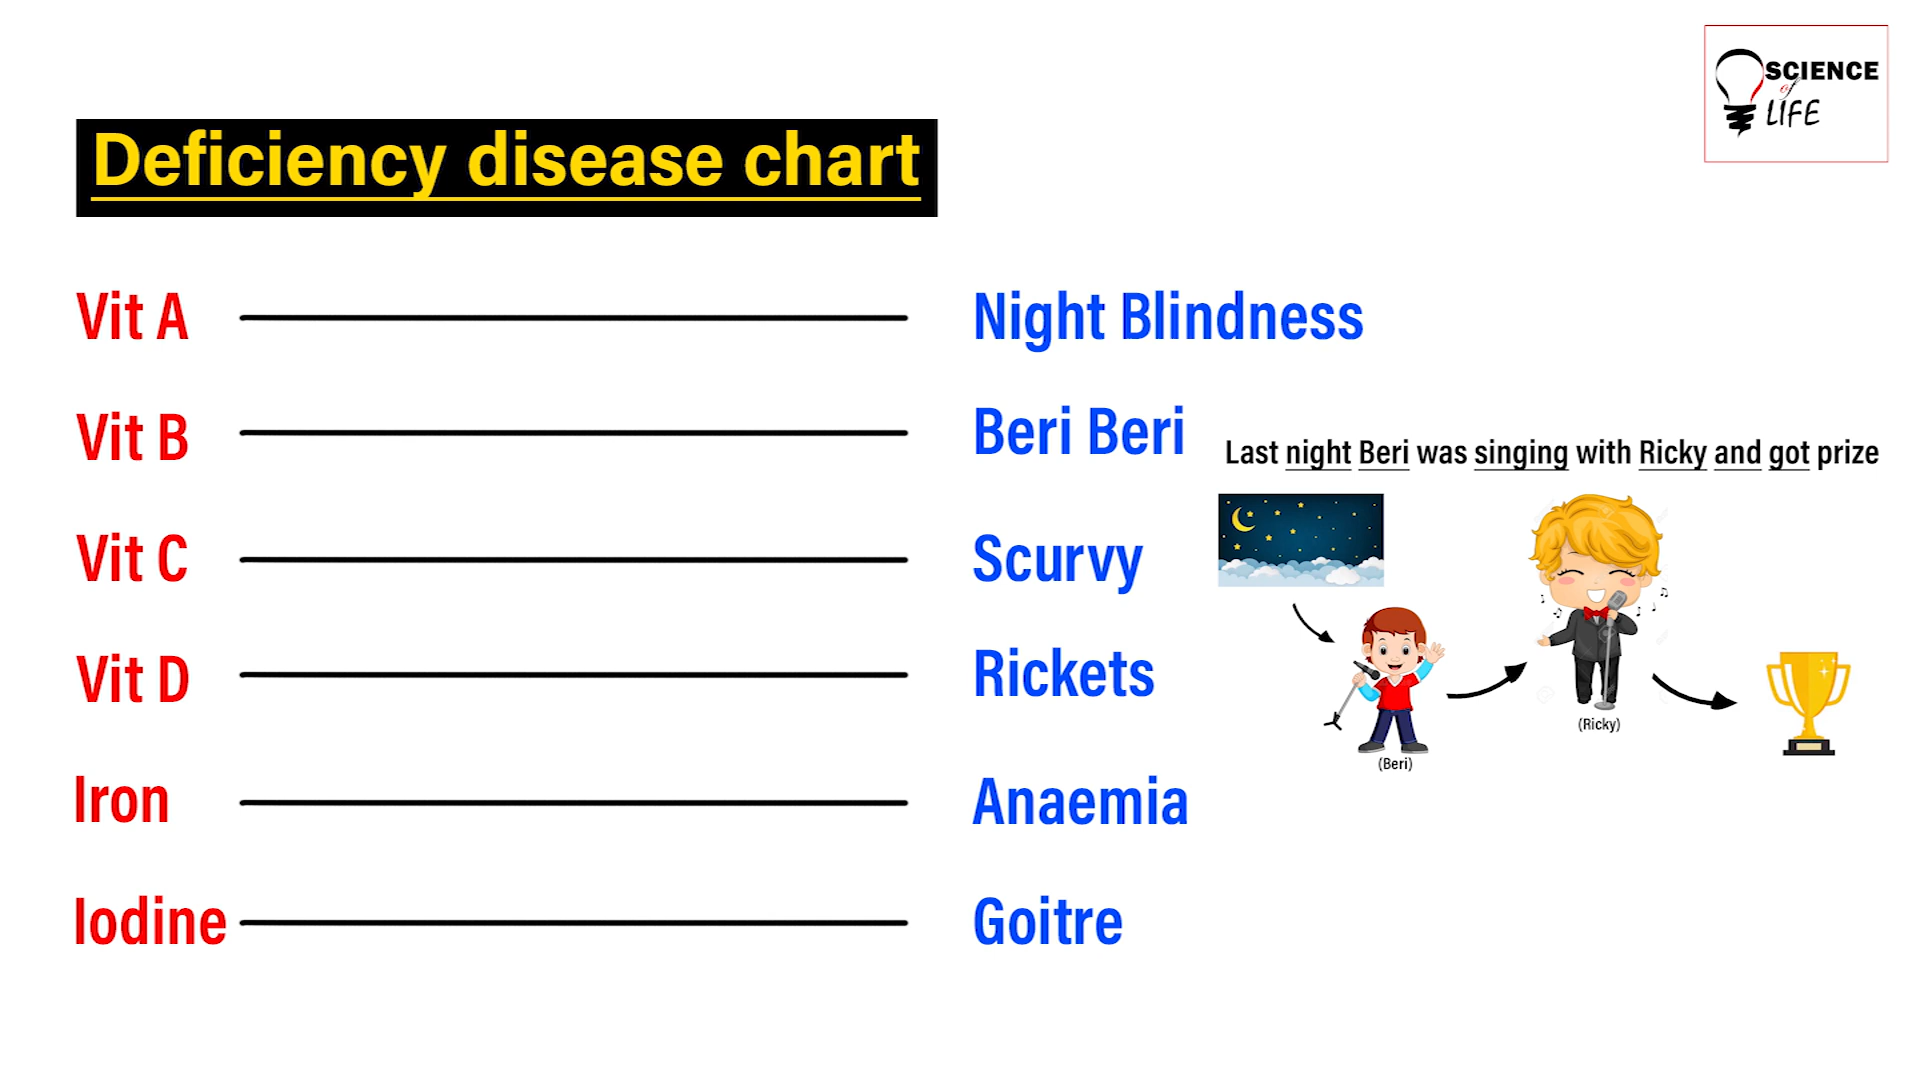 SCIENCE
of
LIFE
Deficiency disease chart
Vit A Night Blindness
Vit B Beri Beri
Last night Beri was singing with Ricky and got prize
Vit C Scurvy
Vit D Rickets
(Ricky)
(Beri)
Iron Anaemia
Iodine Goitre